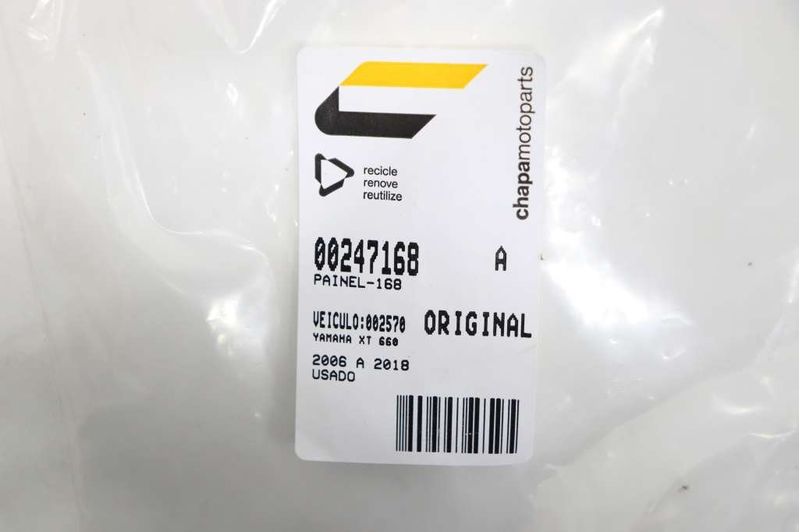 chapamotoparts
recicle
renove
reutilize
00247168 A
PAINEL-168
VEICULO:002570 ORIGINAL
YAMAHA XT 660
2006 A 2018
USADO